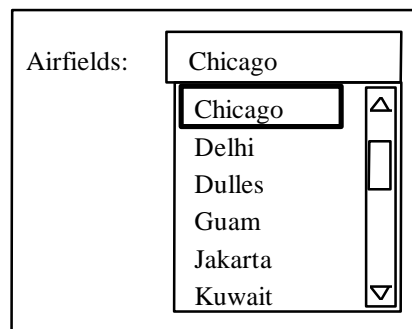 Airfields: Chicago
Chicago
Delhi
Dulles
Guam
Jakarta
Kuwait